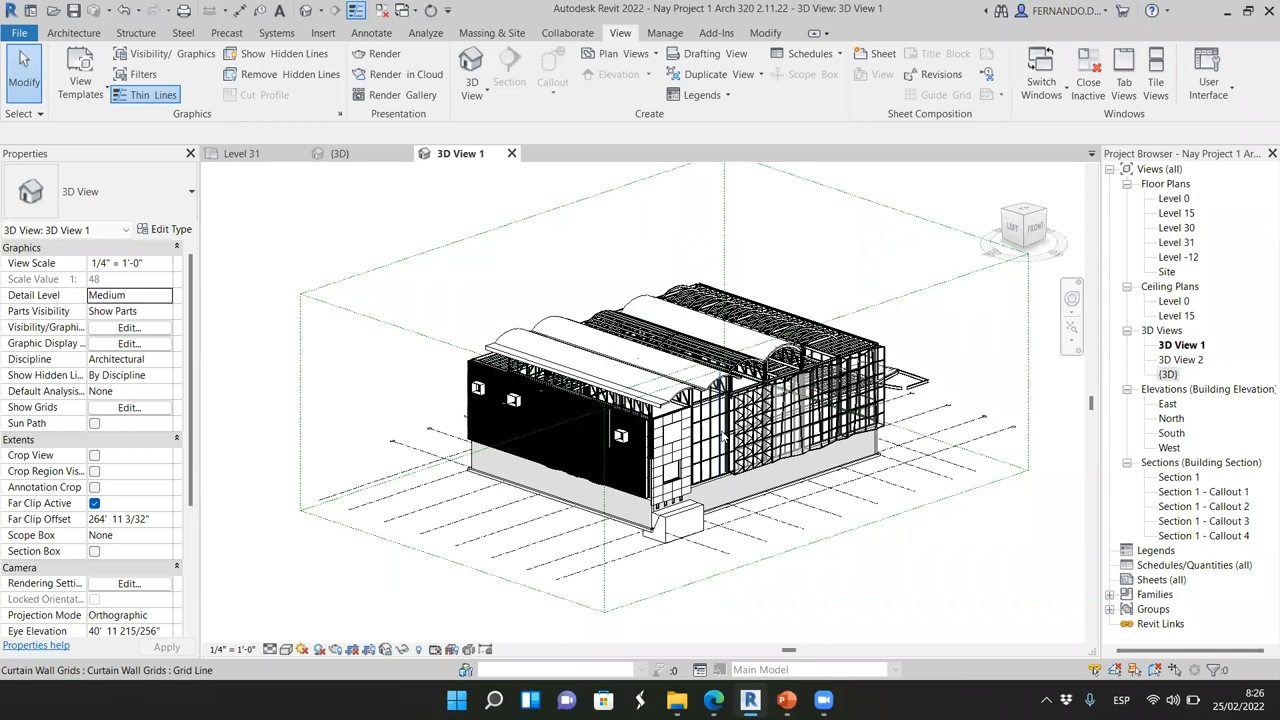 Autodesk Revit 2022 - Nay Project 1 Arch 320 2.11.22 - 3D View: 3D View 1
FERNANDO.D...
File Architecture Structure Steel Precast Systems Insert Annotate Analyze Massing & Site Collaborate View Manage Add-Ins Modify
Modify
View Templates
Visibility/ Graphics
Filters
Thin Lines
Show Hidden Lines
Remove Hidden Lines
Cut Profile
Render
Render in Cloud
Render Gallery
3D View
Section
Callout
Plan Views
Elevation
Drafting View
Duplicate View
Legends
Schedules
Scope Box
Sheet
View
Title Block
Revisions
Guide Grid
Switch Windows
Close Inactive
Tab Views
Tile Views
User Interface
Select Graphics Presentation Create Sheet Composition Windows
Properties
Level 31 {3D} 3D View 1
Project Browser - Nay Project 1 Ar...
3D View
3D View: 3D View 1 Edit Type
Graphics
View Scale 1/4" = 1'-0"
Scale Value 1: 48
Detail Level Medium
Parts Visibility Show Parts
Visibility/Graphi... Edit...
Graphic Display ... Edit...
Discipline Architectural
Show Hidden Li... By Discipline
Default Analysis... None
Show Grids Edit...
Sun Path
Extents
Crop View
Crop Region Vis...
Annotation Crop
Far Clip Active
Far Clip Offset 264' 11 3/32"
Scope Box None
Section Box
Camera
Rendering Setti... Edit...
Locked Orientat...
Projection Mode Orthographic
Eye Elevation 40' 11 215/256"
Properties help Apply
LEFT FRONT
Views (all)
Floor Plans
Level 0
Level 15
Level 30
Level 31
Level -12
Site
Ceiling Plans
Level 0
Level 15
3D Views
3D View 1
3D View 2
{3D}
Elevations (Building Elevation
East
North
South
West
Sections (Building Section)
Section 1
Section 1 - Callout 1
Section 1 - Callout 2
Section 1 - Callout 3
Section 1 - Callout 4
Legends
Schedules/Quantities (all)
Sheets (all)
Families
Groups
Revit Links
1/4" = 1'-0"
Curtain Wall Grids : Curtain Wall Grids : Grid Line
:0
Main Model
:0
ESP
8:26
25/02/2022